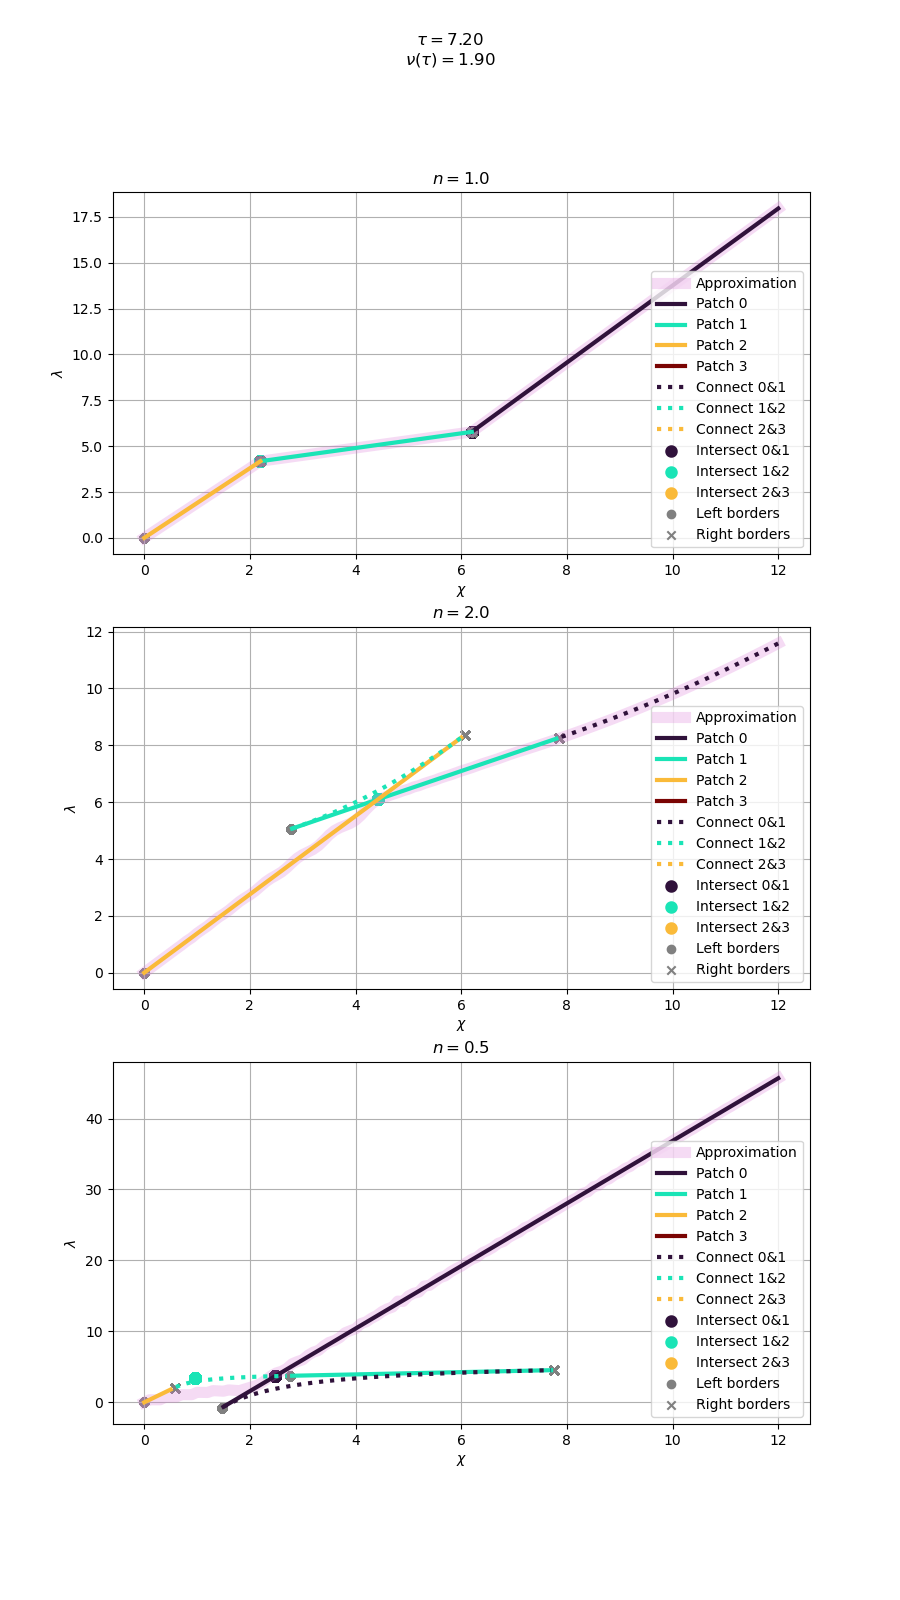 τ = 7.20
ν(τ) = 1.90
n = 1.0
17.5
15.0
12.5
10.0
7.5
5.0
2.5
0.0
λ
Approximation
Patch 0
Patch 1
Patch 2
Patch 3
Connect 0&1
Connect 1&2
Connect 2&3
Intersect 0&1
Intersect 1&2
Intersect 2&3
Left borders
Right borders
0 2 4 6 8 10 12
χ
n = 2.0
12
10
8
6
4
2
0
λ
Approximation
Patch 0
Patch 1
Patch 2
Patch 3
Connect 0&1
Connect 1&2
Connect 2&3
Intersect 0&1
Intersect 1&2
Intersect 2&3
Left borders
Right borders
0 2 4 6 8 10 12
χ
n = 0.5
40
30
20
10
0
λ
Approximation
Patch 0
Patch 1
Patch 2
Patch 3
Connect 0&1
Connect 1&2
Connect 2&3
Intersect 0&1
Intersect 1&2
Intersect 2&3
Left borders
Right borders
0 2 4 6 8 10 12
χ